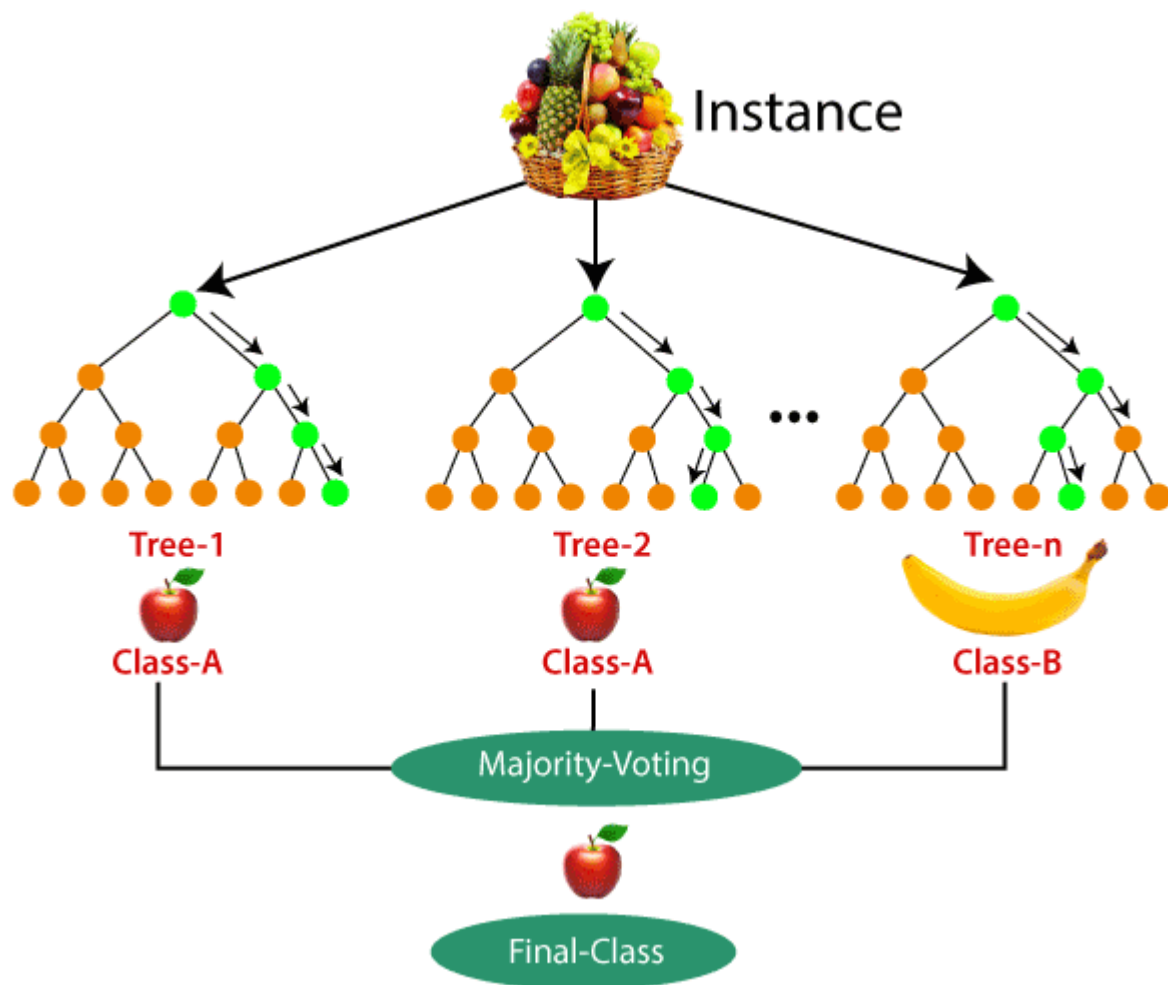 Instance
Tree-1
Tree-2
Tree-n
Class-A
Class-A
Class-B
Majority-Voting
Final-Class